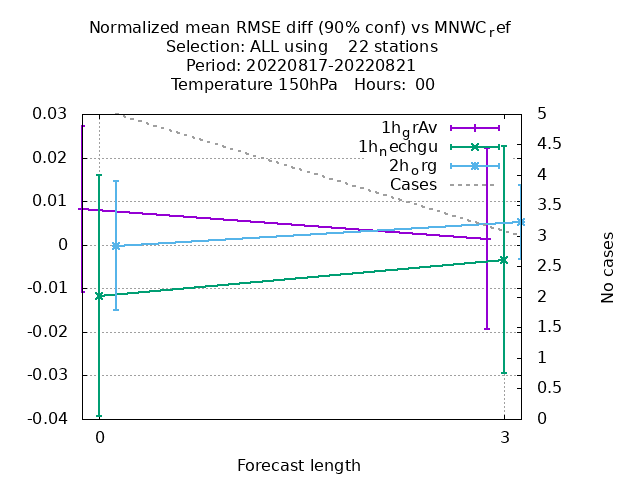 Normalized mean RMSE diff (90% conf) vs MNWC_ref
Selection: ALL using    22 stations
Period: 20220817-20220821
Temperature 150hPa   Hours:  00
1h_grAv
1h_nechgu
2h_org
Cases
0.03
0.02
0.01
0
-0.01
-0.02
-0.03
-0.04
5
4.5
4
3.5
3
2.5
2
1.5
1
0.5
0
No cases
0
3
Forecast length